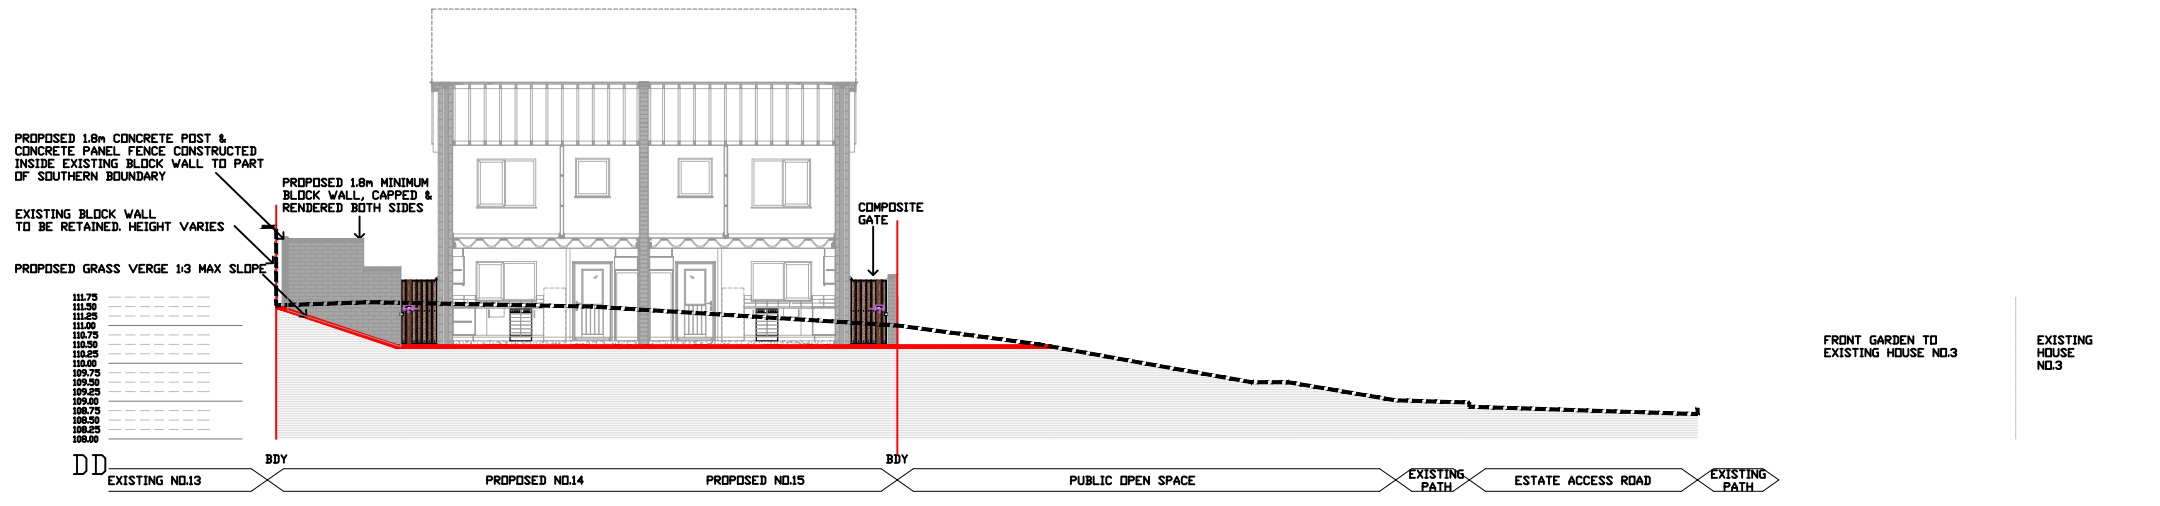 PROPOSED 1.8m CONCRETE POST &
CONCRETE PANEL FENCE CONSTRUCTED
INSIDE EXISTING BLOCK WALL TO PART
OF SOUTHERN BOUNDARY
PROPOSED 1.8m MINIMUM
BLOCK WALL, CAPPED &
RENDERED BOTH SIDES
EXISTING BLOCK WALL
TO BE RETAINED. HEIGHT VARIES
COMPOSITE
GATE
PROPOSED GRASS VERGE 1:3 MAX SLOPE
111.75
111.50
111.25
111.00
110.75
110.50
110.25
110.00
109.75
109.50
109.25
109.00
108.75
108.50
108.25
108.00
FRONT GARDEN TO
EXISTING HOUSE NO.3
EXISTING
HOUSE
NO.3
DD
BDY
BDY
EXISTING NO.13
PROPOSED NO.14
PROPOSED NO.15
PUBLIC OPEN SPACE
EXISTING
PATH
ESTATE ACCESS ROAD
EXISTING
PATH